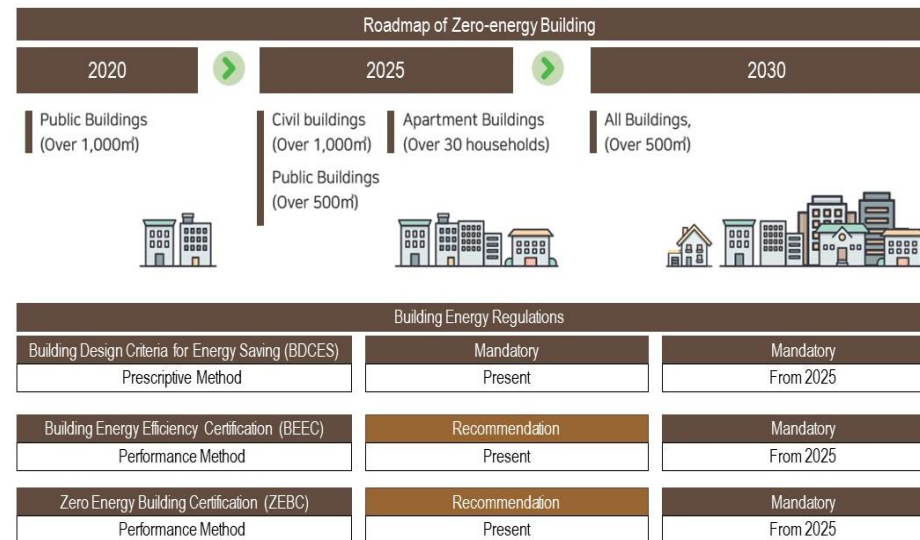 Roadmap of Zero-energy Building
2020
2025
2030
Public Buildings
(Over 1,000㎡)
Civil buildings
(Over 1,000㎡)
Public Buildings
(Over 500㎡)
Apartment Buildings
(Over 30 households)
All Buildings,
(Over 500㎡)
Building Energy Regulations
Building Design Criteria for Energy Saving (BDCES)
Mandatory
Mandatory
Prescriptive Method
Present
From 2025
Building Energy Efficiency Certification (BEEC)
Recommendation
Mandatory
Performance Method
Present
From 2025
Zero Energy Building Certification (ZEBC)
Recommendation
Mandatory
Performance Method
Present
From 2025